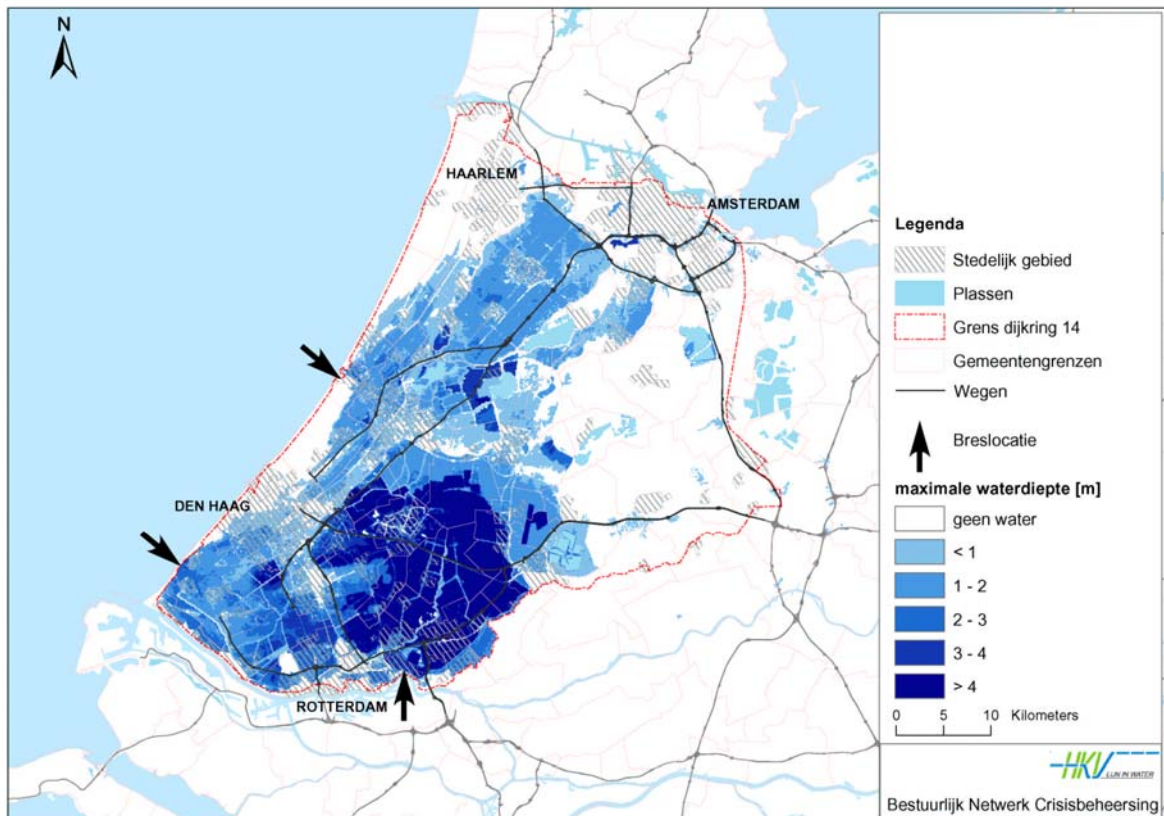 N
HAARLEM
AMSTERDAM
DEN HAAG
ROTTERDAM
Legenda
Stedelijk gebied
Plassen
Grens dijkring 14
Gemeentengrenzen
Wegen
Breslocatie
maximale waterdiepte [m]
geen water
< 1
1 - 2
2 - 3
3 - 4
> 4
0 5 10 Kilometers
HKV
LIJN IN WATER
Bestuurlijk Netwerk Crisisbeheersing